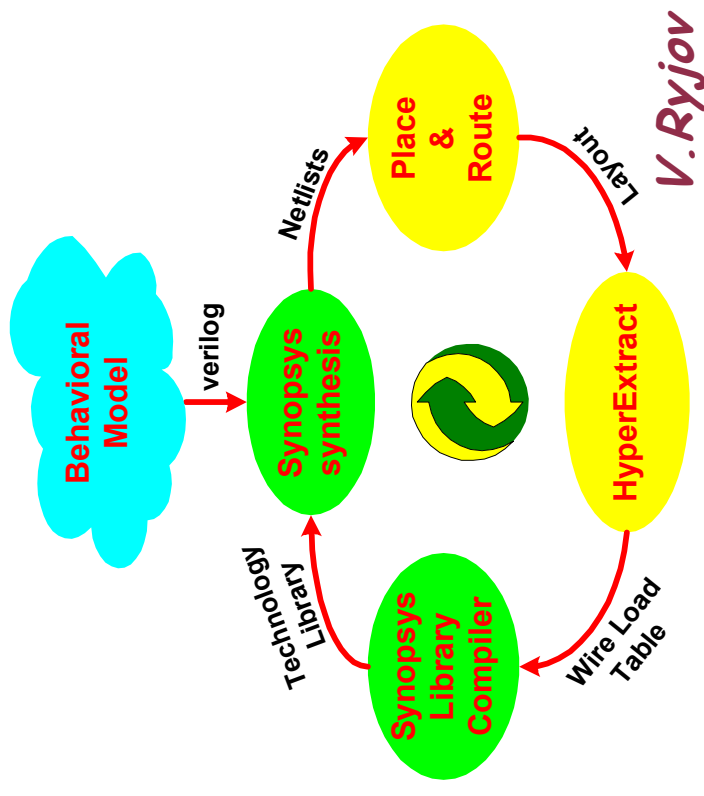 Behavioral
Model
verilog
Synopsys
synthesis
Netlists
Place
&
Route
Layout
HyperExtract
Wire Load
Table
Synopsys
Library
Compiler
Technology
Library
V.Ryjov